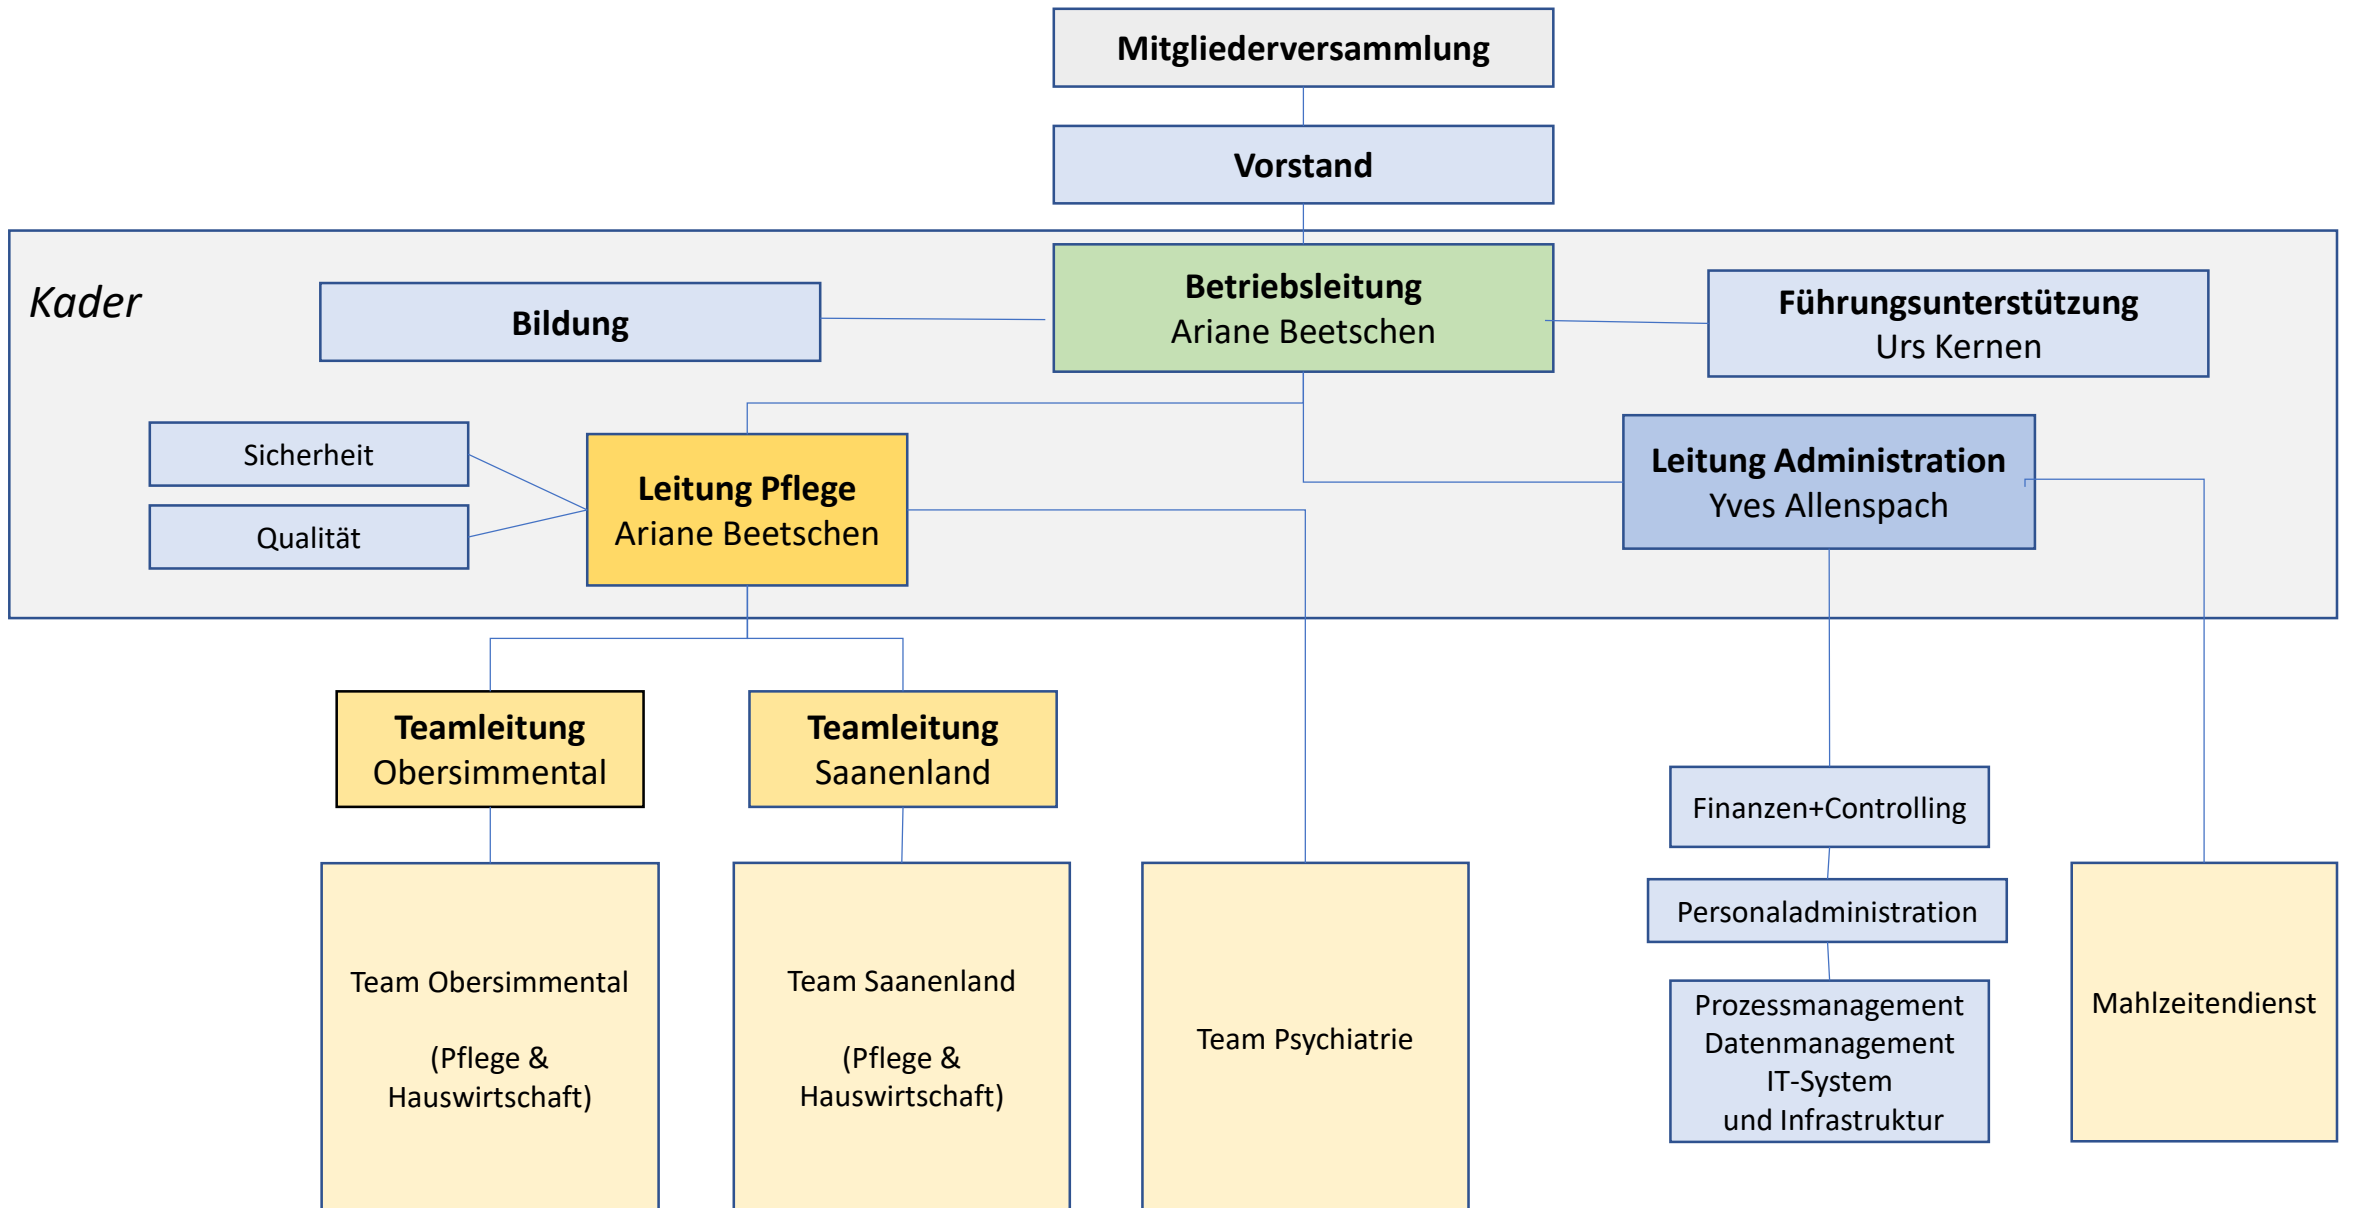 Mitgliederversammlung
Vorstand
Kader
Bildung
Betriebsleitung
Ariane Beetschen
Führungsunterstützung
Urs Kernen
Sicherheit
Qualität
Leitung Pflege
Ariane Beetschen
Leitung Administration
Yves Allenspach
Teamleitung
Obersimmental
Teamleitung
Saanenland
Finanzen+Controlling
Personaladministration
Team Obersimmental
(Pflege &
Hauswirtschaft)
Team Saanenland
(Pflege &
Hauswirtschaft)
Team Psychiatrie
Prozessmanagement
Datenmanagement
IT-System
und Infrastruktur
Mahlzeitendienst